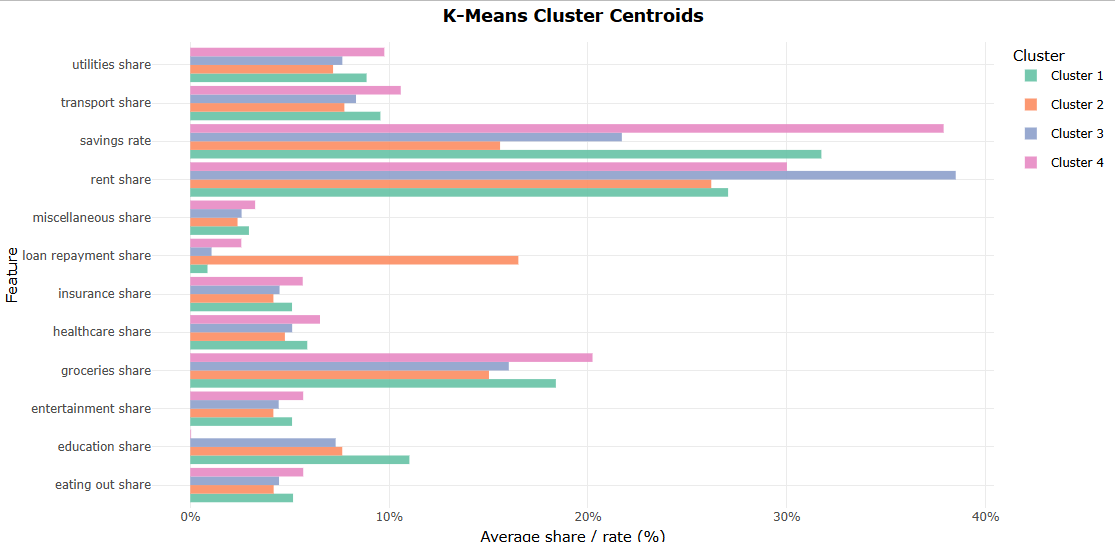 K-Means Cluster Centroids
Cluster
Cluster 1
Cluster 2
Cluster 3
Cluster 4
Feature
utilities share
transport share
savings rate
rent share
miscellaneous share
loan repayment share
insurance share
healthcare share
groceries share
entertainment share
education share
eating out share
0% 10% 20% 30% 40%
Average share / rate (%)